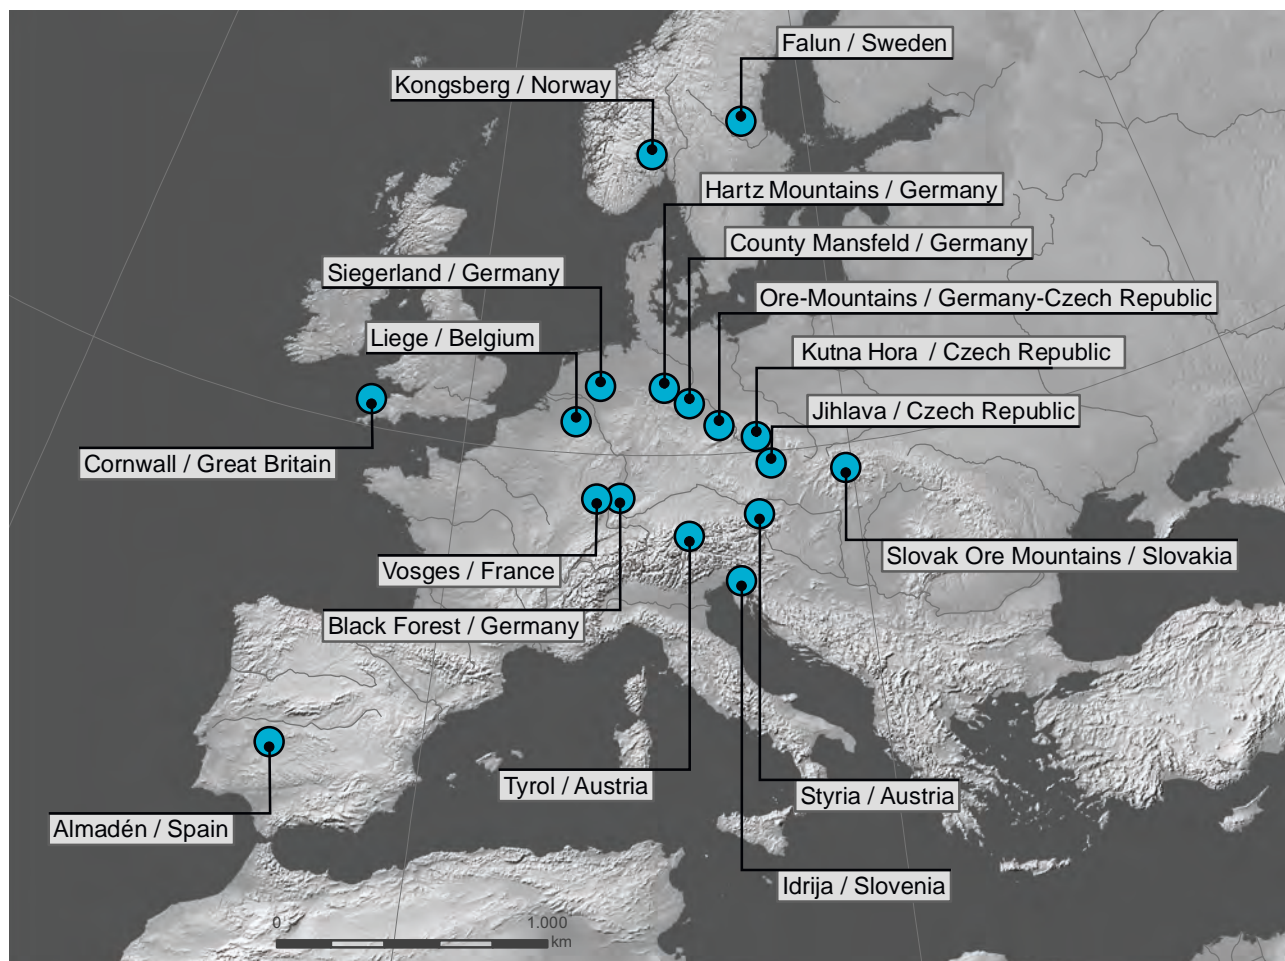 Falun / Sweden
Kongsberg / Norway
Hartz Mountains / Germany
County Mansfeld / Germany
Siegerland / Germany
Ore-Mountains / Germany-Czech Republic
Liege / Belgium
Kutna Hora / Czech Republic
Jihlava / Czech Republic
Cornwall / Great Britain
Slovak Ore Mountains / Slovakia
Vosges / France
Black Forest / Germany
Tyrol / Austria
Styria / Austria
Almadén / Spain
Idrija / Slovenia
0 1.000
km